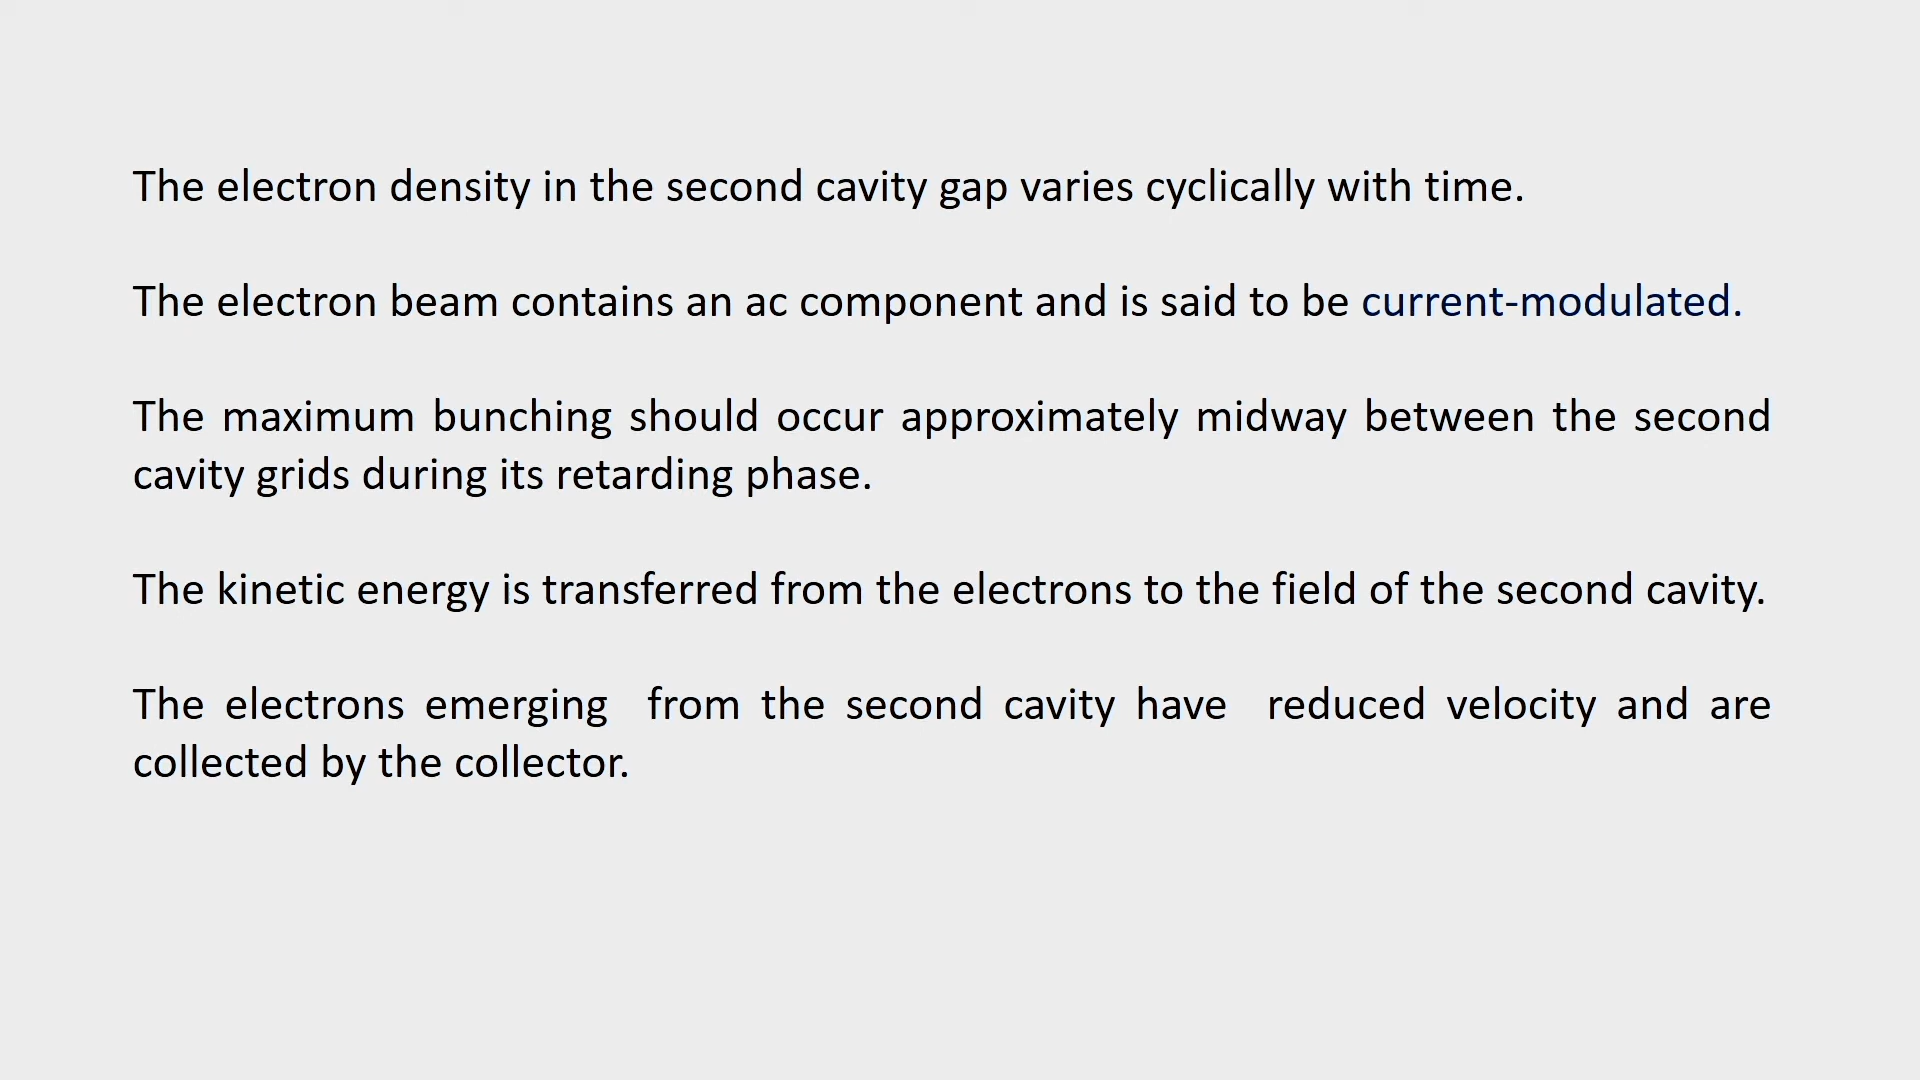 The electron density in the second cavity gap varies cyclically with time.
The electron beam contains an ac component and is said to be current-modulated.
The maximum bunching should occur approximately midway between the second
cavity grids during its retarding phase.
The kinetic energy is transferred from the electrons to the field of the second cavity.
The electrons emerging from the second cavity have reduced velocity and are
collected by the collector.